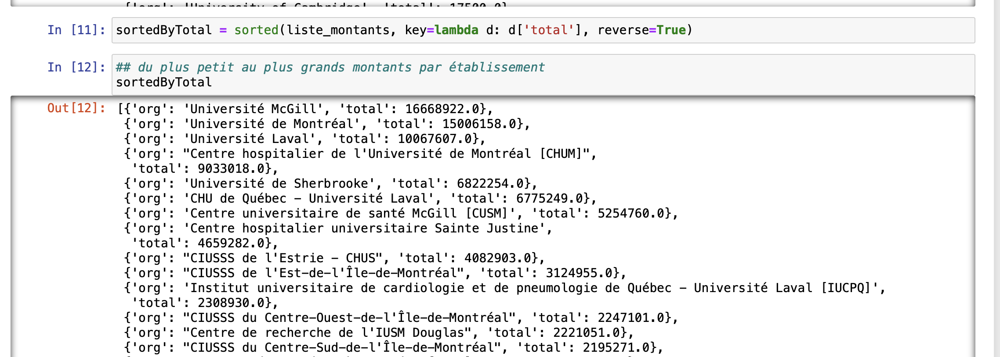 {'org': 'University of Cambridge', 'total': 17500.0}
In [11]: sortedByTotal = sorted(liste_montants, key=lambda d: d['total'], reverse=True)
In [12]: ## du plus petit au plus grands montants par établissement
sortedByTotal
Out[12]: [{'org': 'Université McGill', 'total': 16668922.0},
{'org': 'Université de Montréal', 'total': 15006158.0},
{'org': 'Université Laval', 'total': 10067607.0},
{'org': "Centre hospitalier de l'Université de Montréal [CHUM]",
'total': 9033018.0},
{'org': 'Université de Sherbrooke', 'total': 6822254.0},
{'org': 'CHU de Québec – Université Laval', 'total': 6775249.0},
{'org': 'Centre universitaire de santé McGill [CUSM]', 'total': 5254760.0},
{'org': 'Centre hospitalier universitaire Sainte Justine',
'total': 4659282.0},
{'org': "CIUSSS de l'Estrie – CHUS", 'total': 4082903.0},
{'org': "CIUSSS de l'Est-de-l'Île-de-Montréal", 'total': 3124955.0},
{'org': 'Institut universitaire de cardiologie et de pneumologie de Québec – Université Laval [IUCPQ]',
'total': 2308930.0},
{'org': "CIUSSS du Centre-Ouest-de-l'Île-de-Montréal", 'total': 2247101.0},
{'org': "Centre de recherche de l'IUSM Douglas", 'total': 2221051.0},
{'org': "CIUSSS du Centre-Sud-de-l'Île-de-Montréal", 'total': 2195271.0},